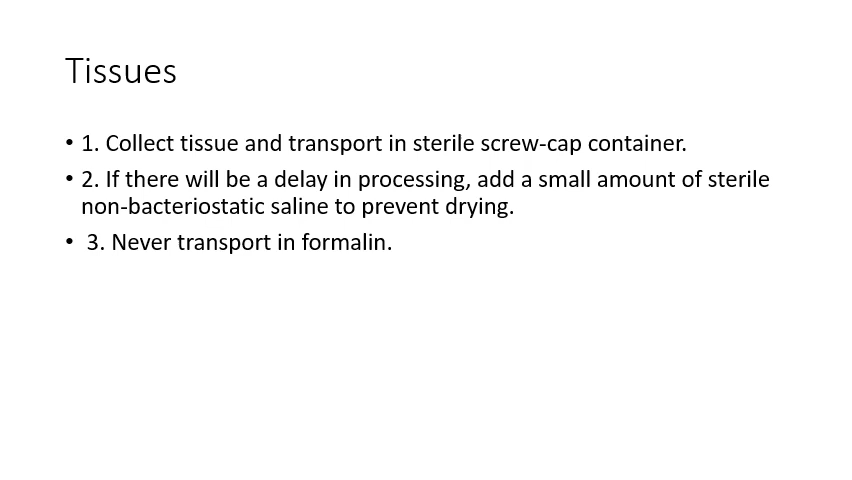 Tissues
• 1. Collect tissue and transport in sterile screw-cap container.
• 2. If there will be a delay in processing, add a small amount of sterile
non-bacteriostatic saline to prevent drying.
• 3. Never transport in formalin.